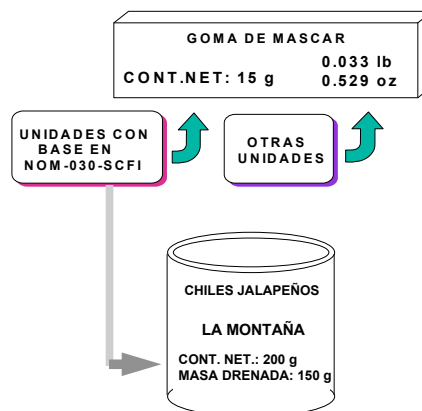 GOMA DE MASCAR
CONT.NET: 15 g
0.033 lb
0.529 oz
UNIDADES CON
BASE EN
NOM-030-SCFI
OTRAS
UNIDADES
CHILES JALAPEÑOS
LA MONTAÑA
CONT. NET.: 200 g
MASA DRENADA: 150 g